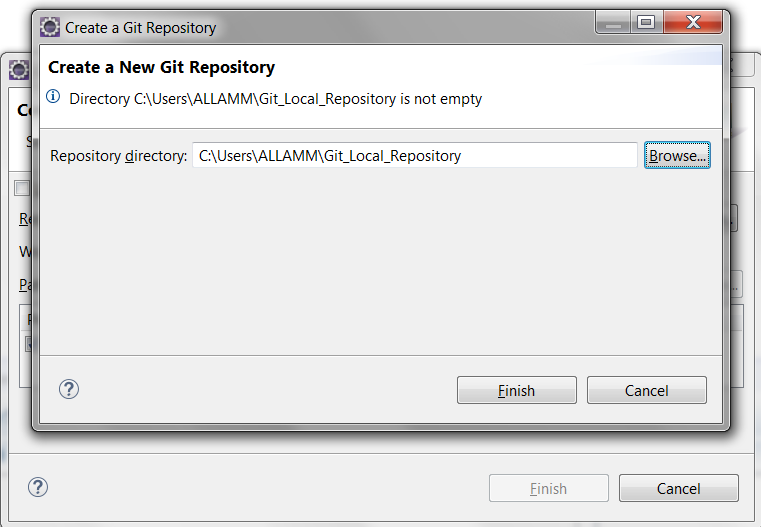 Create a Git Repository
Create a New Git Repository
Directory C:\Users\ALLAMM\Git_Local_Repository is not empty
Repository directory: C:\Users\ALLAMM\Git_Local_Repository Browse...
Finish Cancel
Finish Cancel